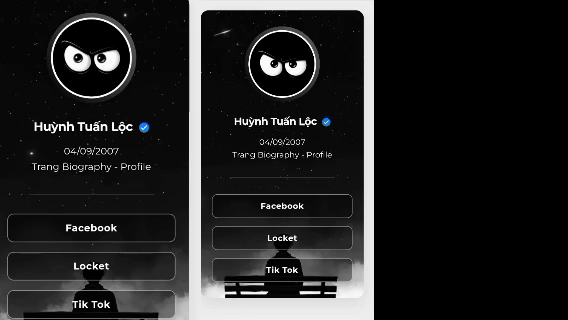 Huỳnh Tuấn Lộc
04/09/2007
Trang Biography - Profile
Facebook
Locket
Tik Tok
Huỳnh Tuấn Lộc
04/09/2007
Trang Biography - Profile
Facebook
Locket
Tik Tok